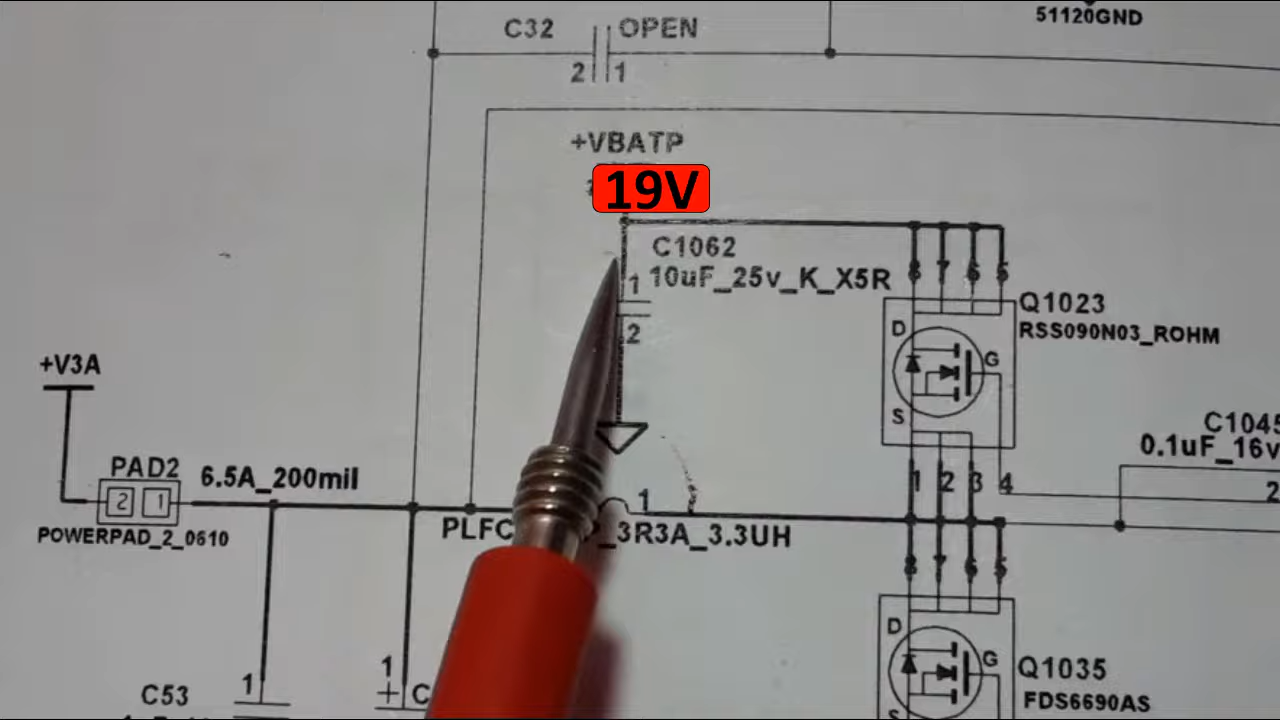 51120GND
C32
OPEN
2
1
+VBATP
19V
C1062
1
10uF_25v_K_X5R
2
8 7 6 5
Q1023
RSS090N03_ROHM
D
G
S
+V3A
PAD2
2 1
6.5A_200mil
POWERPAD_2_0610
C1045
0.1uF_16v
1 2 3 4
2
1
PLFC
_3R3A_3.3UH
8 7 6 5
D
G
S
Q1035
FDS6690AS
C53
1
1
+
C